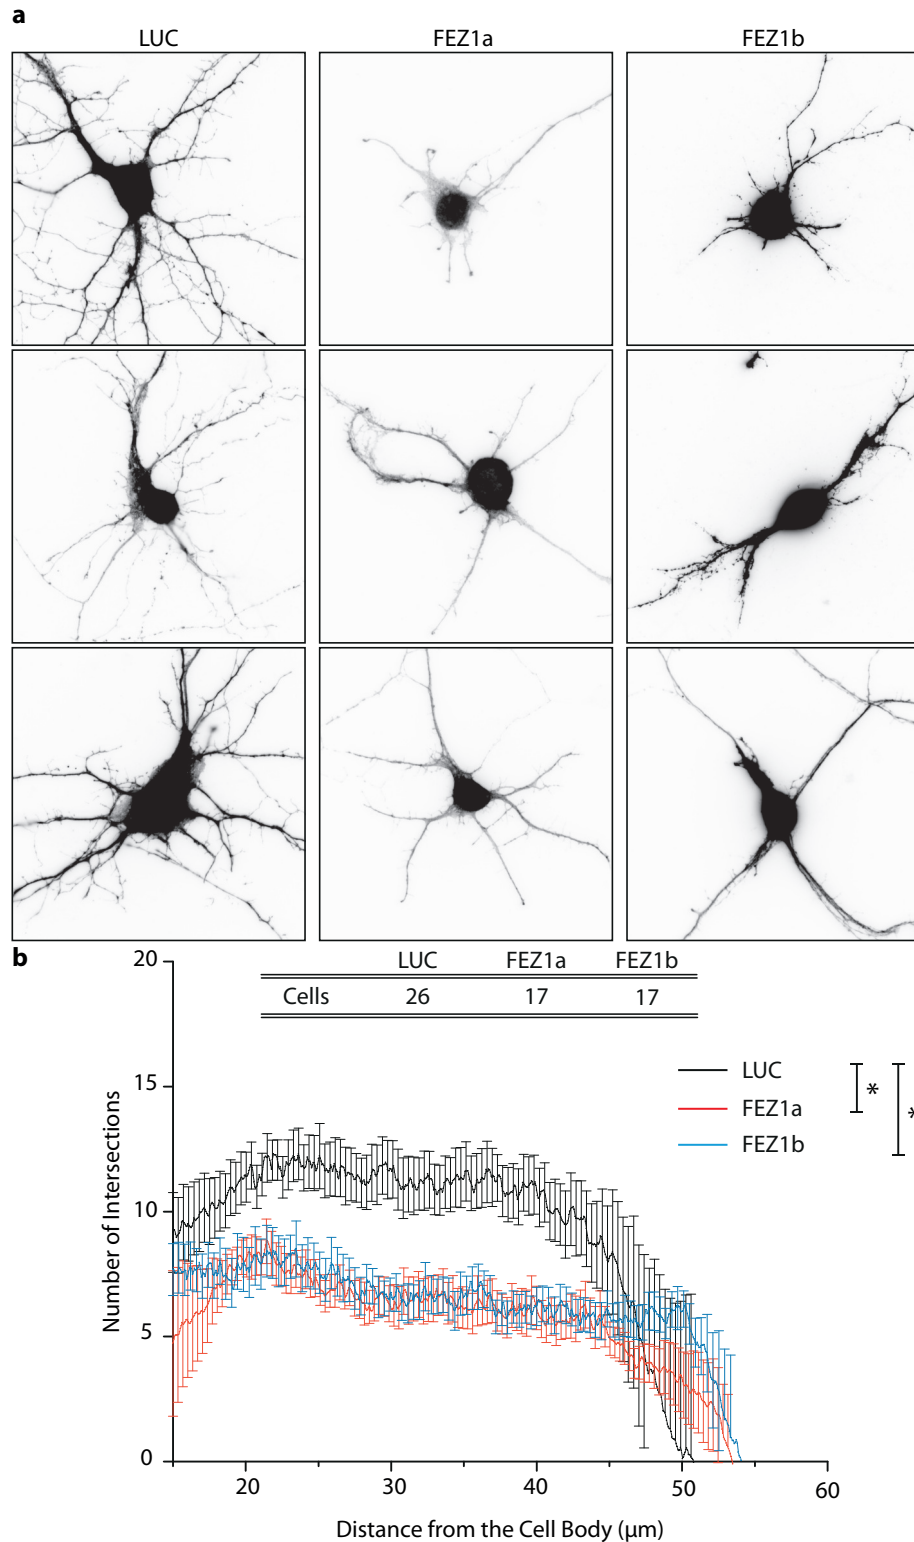 a
LUC FEZ1a FEZ1b
b
LUC FEZ1a FEZ1b
Cells 26 17 17
20
15
10
5
0
Number of Intersections
LUC
FEZ1a
FEZ1b
*
*
20 30 40 50 60
Distance from the Cell Body (μm)